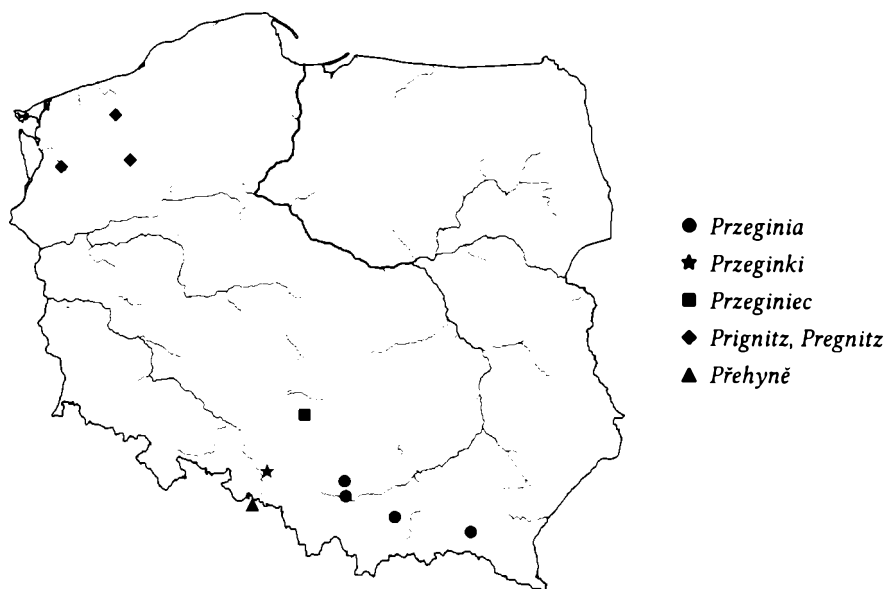 Przeginia
Przeginki
Przeginiec
Prignitz, Pregnitz
Přehyně